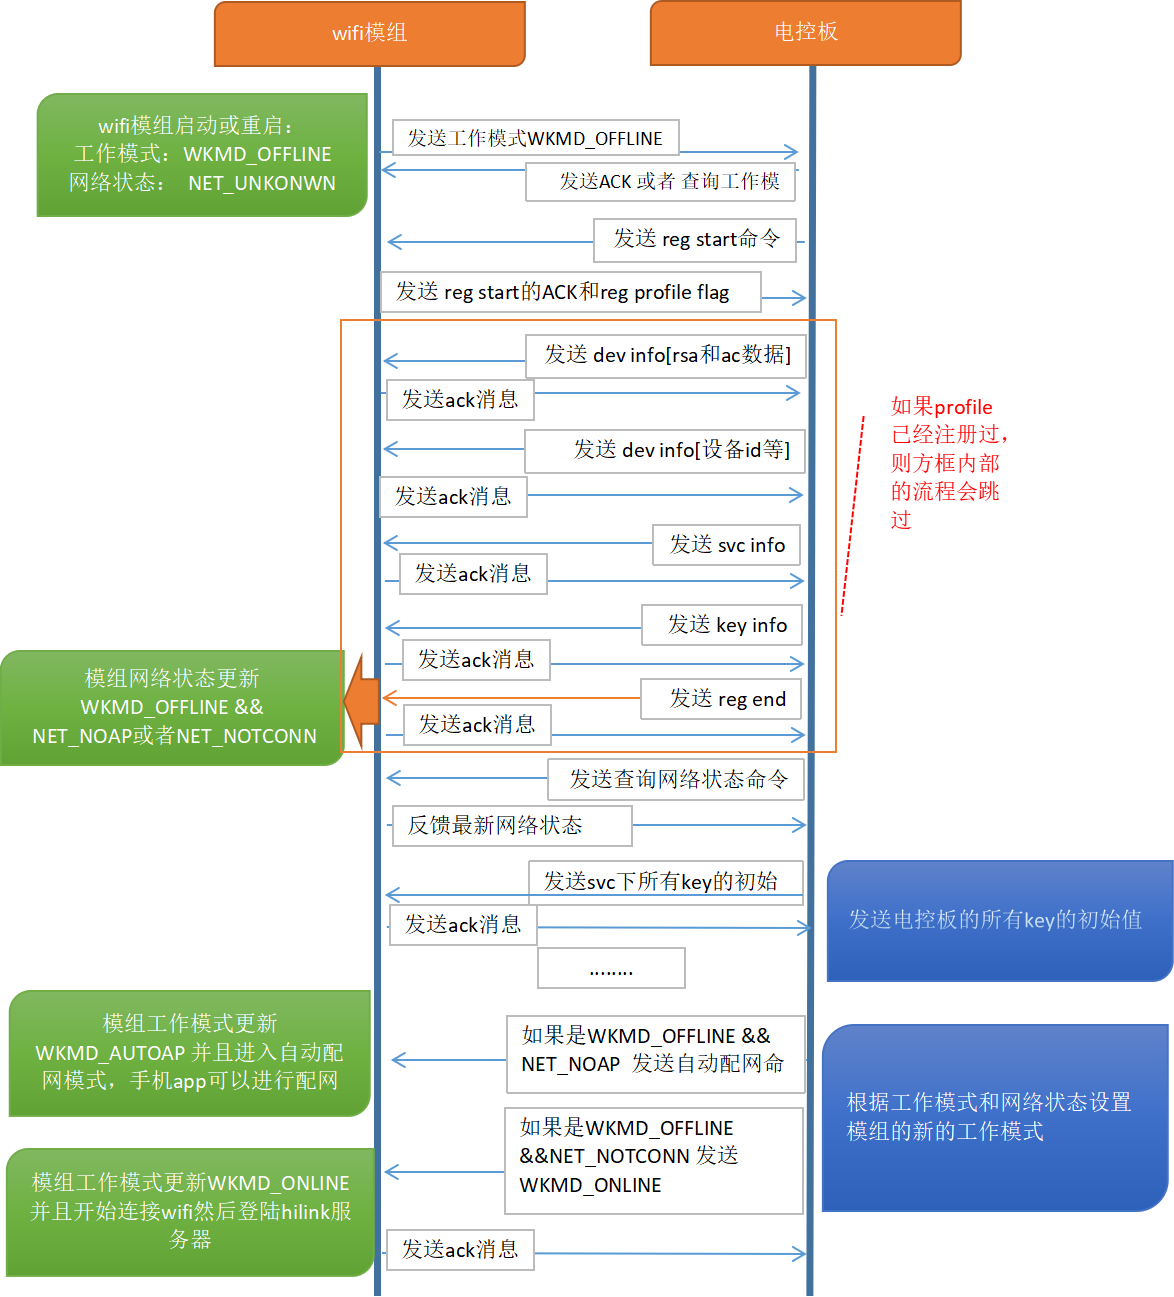 wifi模组
电控板
wifi模组启动或重启：
工作模式：WKMD_OFFLINE
网络状态： NET_UNKONWN
发送工作模式WKMD_OFFLINE
发送ACK 或者 查询工作模
发送 reg start命令
发送 reg start的ACK和reg profile flag
发送 dev info[rsa和ac数据]
发送ack消息
如果profile
已经注册过，
则方框内部
的流程会跳
过
发送 dev info[设备id等]
发送ack消息
发送 svc info
发送ack消息
发送 key info
发送ack消息
模组网络状态更新
WKMD_OFFLINE &&
NET_NOAP或者NET_NOTCONN
发送 reg end
发送ack消息
发送查询网络状态命令
反馈最新网络状态
发送svc下所有key的初始
发送ack消息
发送电控板的所有key的初始值
........
模组工作模式更新
WKMD_AUTOAP 并且进入自动配
网模式，手机app可以进行配网
如果是WKMD_OFFLINE &&
NET_NOAP 发送自动配网命
根据工作模式和网络状态设置
模组的新的工作模式
如果是WKMD_OFFLINE
&&NET_NOTCONN 发送
WKMD_ONLINE
模组工作模式更新WKMD_ONLINE
并且开始连接wifi然后登陆hilink服
务器
发送ack消息